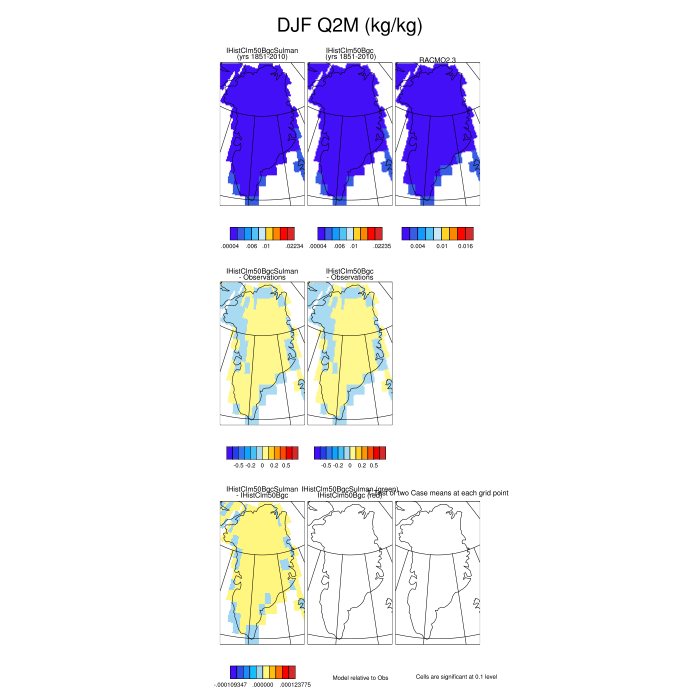 DJF Q2M (kg/kg)
IHistClm50BgcSulman
(yrs 1851-2010)
IHistClm50Bgc
(yrs 1851-2010)
RACMO2.3
.00004 .006 .01 .02234
.00004 .006 .01 .02235
0.004 0.01 0.016
IHistClm50BgcSulman
- Observations
IHistClm50Bgc
- Observations
-0.5 -0.2 0 0.2 0.5
-0.5 -0.2 0 0.2 0.5
IHistClm50BgcSulman
- IHistClm50Bgc
IHistClm50BgcSulman (green)
IHistClm50Bgc (red)
of two Case means at each grid point
-.000109347 .000000 .000123775
Model relative to Obs
Cells are significant at 0.1 level